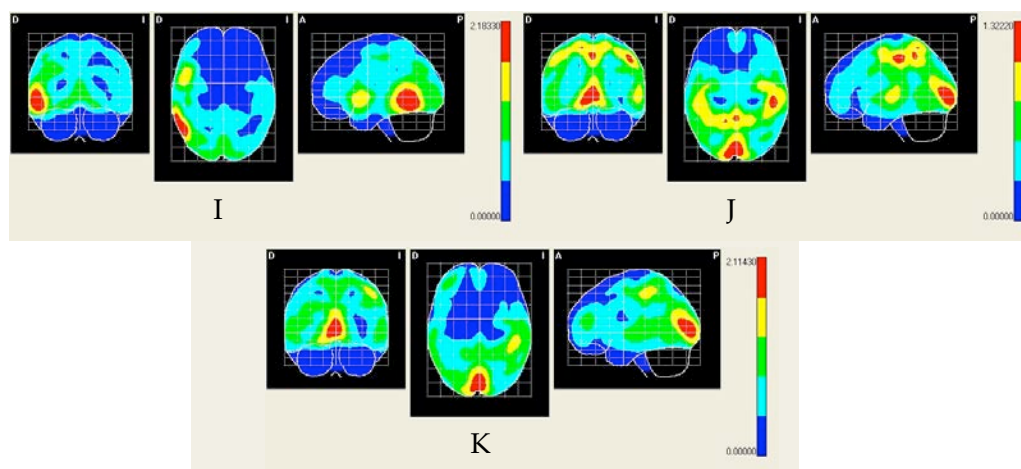 D I D I A P 2.18330
0.00000
I
D I D I A P 1.32220
0.00000
J
D I D I A P 2.11430
0.00000
K